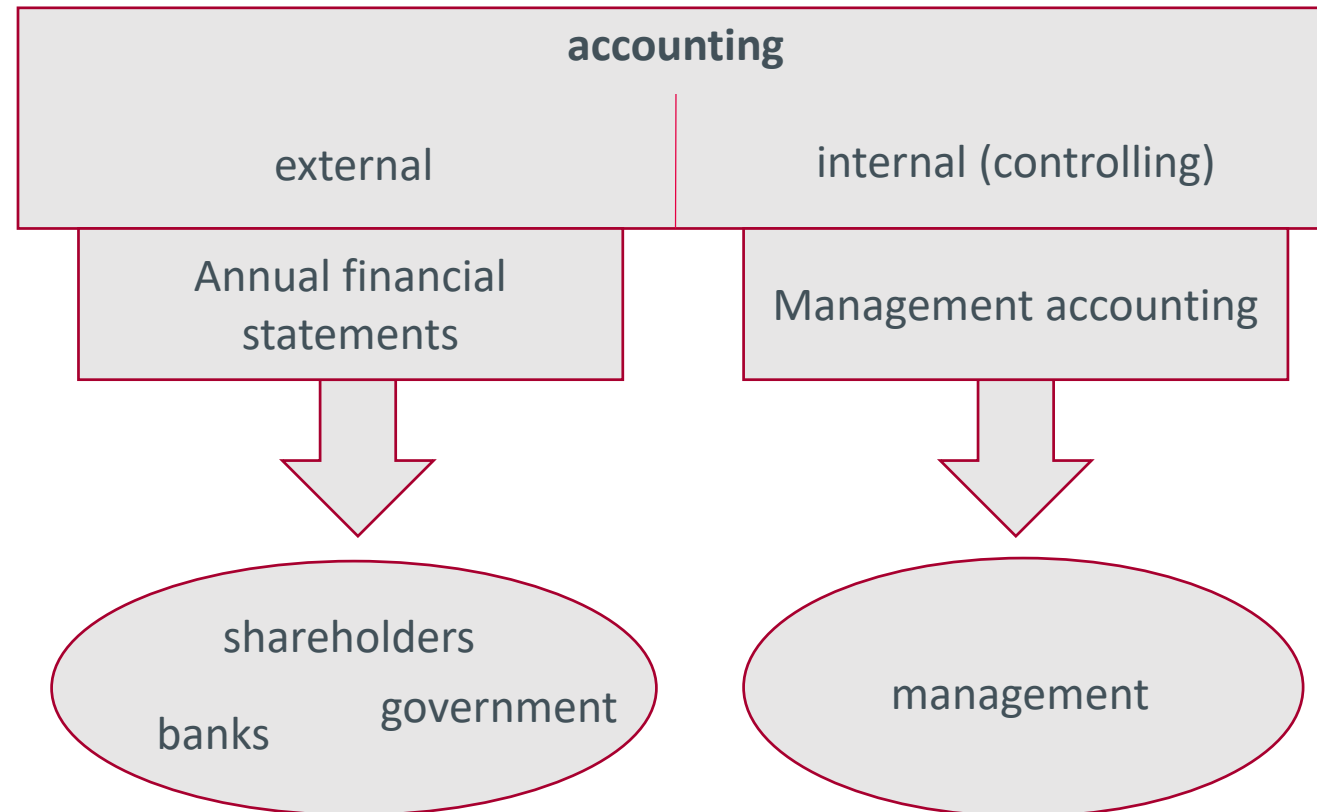 accounting
external
internal (controlling)
Annual financial
statements
Management accounting
shareholders
government
banks
management